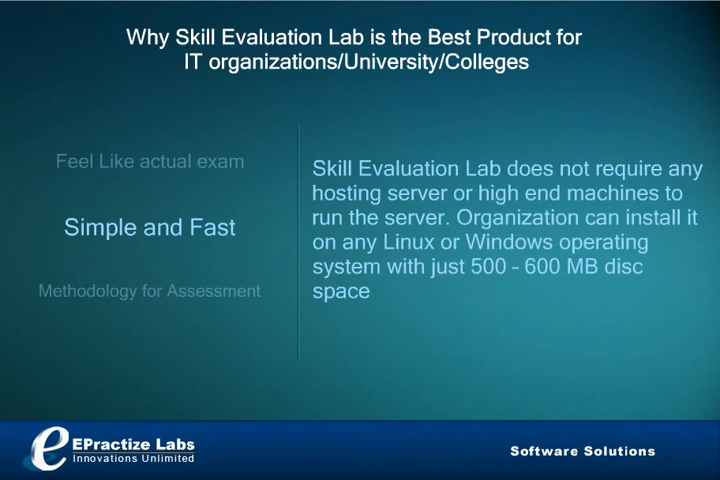 Why Skill Evaluation Lab is the Best Product for
IT organizations/University/Colleges
Feel Like actual exam
Simple and Fast
Methodology for Assessment
Skill Evaluation Lab does not require any
hosting server or high end machines to
run the server. Organization can install it
on any Linux or Windows operating
system with just 500 - 600 MB disc
space
e EPractize Labs
Innovations Unlimited
Software Solutions